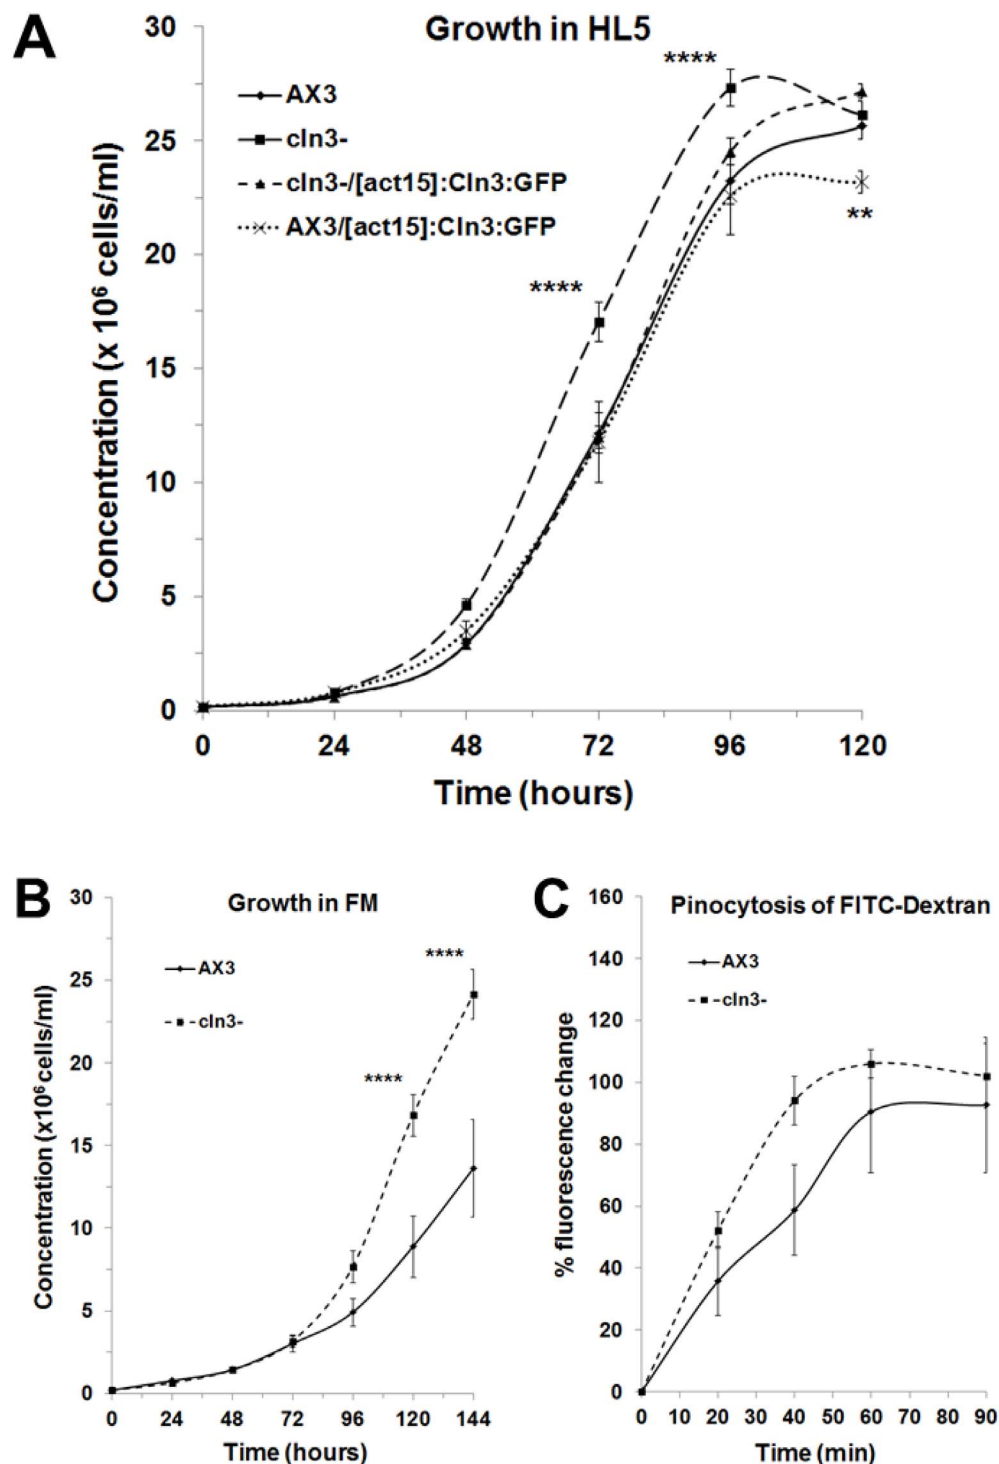 A
Growth in HL5
AX3
cln3-
cln3-/[act15]:Cln3:GFP
AX3/[act15]:Cln3:GFP
****
****
**
Concentration (x 10⁶ cells/ml)
30
25
20
15
10
5
0
0 24 48 72 96 120
Time (hours)
B
Growth in FM
AX3
cln3-
****
****
Concentration (x10⁶ cells/ml)
30
25
20
15
10
5
0
0 24 48 72 96 120 144
Time (hours)
C
Pinocytosis of FITC-Dextran
AX3
cln3-
% fluorescence change
160
140
120
100
80
60
40
20
0
0 10 20 30 40 50 60 70 80 90
Time (min)